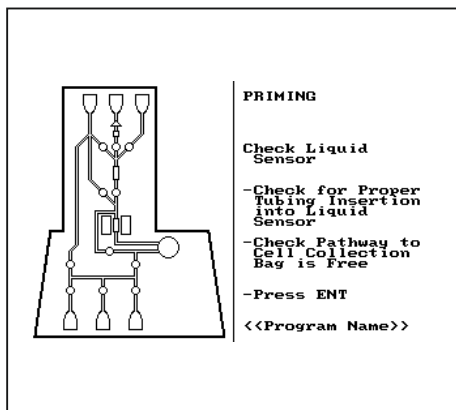 PRIMING
Check Liquid
Sensor
-Check for Proper
Tubing Insertion
into Liquid
Sensor
-Check Pathway to
Cell Collection
Bag is Free
-Press ENT
<<Program Name>>